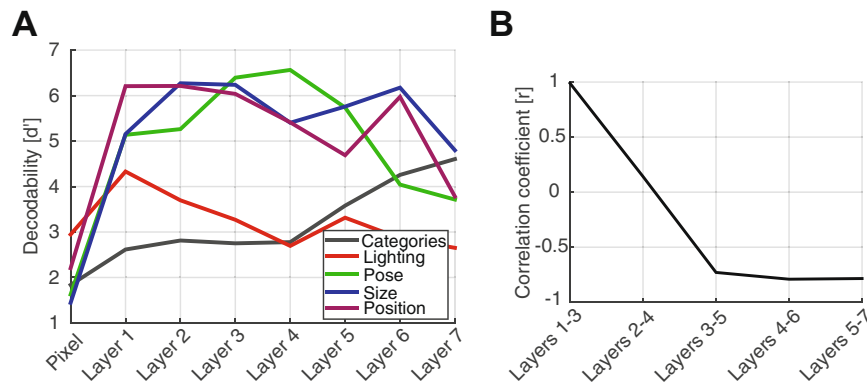 A
Decodability [d']
7
6
5
4
3
2
1
Pixel
Layer 1
Layer 2
Layer 3
Layer 4
Layer 5
Layer 6
Layer 7
Categories
Lighting
Pose
Size
Position
B
Correlation coefficient [r]
1
0.5
0
-0.5
-1
Layers 1-3
Layers 2-4
Layers 3-5
Layers 4-6
Layers 5-7